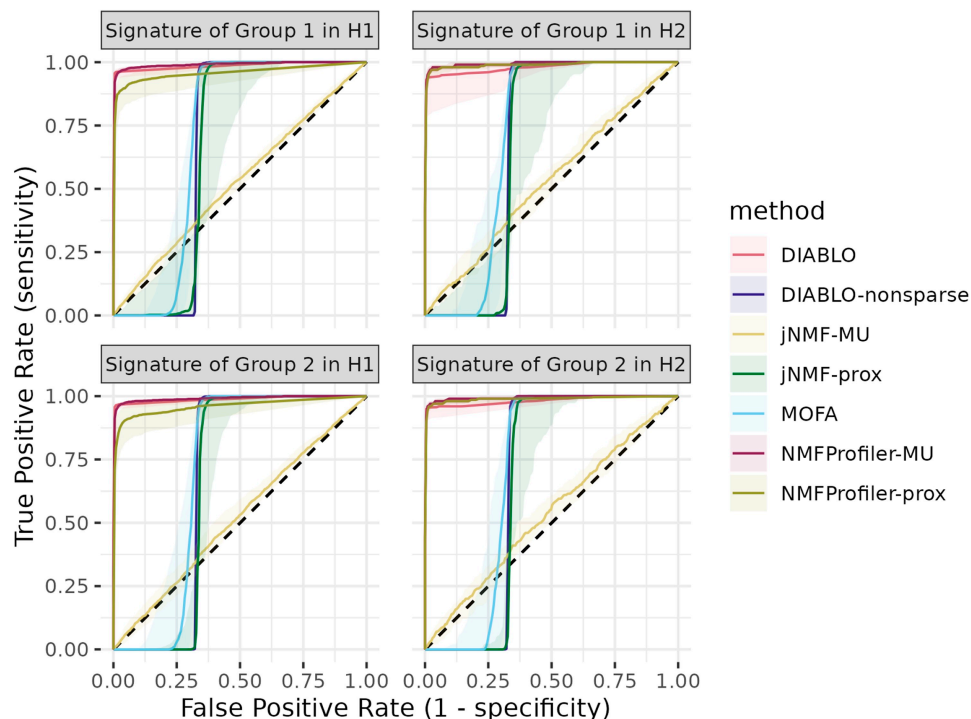 Signature of Group 1 in H1
Signature of Group 1 in H2
1.00
0.75
0.50
0.25
0.00
Signature of Group 2 in H1
Signature of Group 2 in H2
1.00
0.75
0.50
0.25
0.00
0.00 0.25 0.50 0.75 1.00
0.00 0.25 0.50 0.75 1.00
False Positive Rate (1 - specificity)
True Positive Rate (sensitivity)
method
DIABLO
DIABLO-nonsparse
jNMF-MU
jNMF-prox
MOFA
NMFProfiler-MU
NMFProfiler-prox